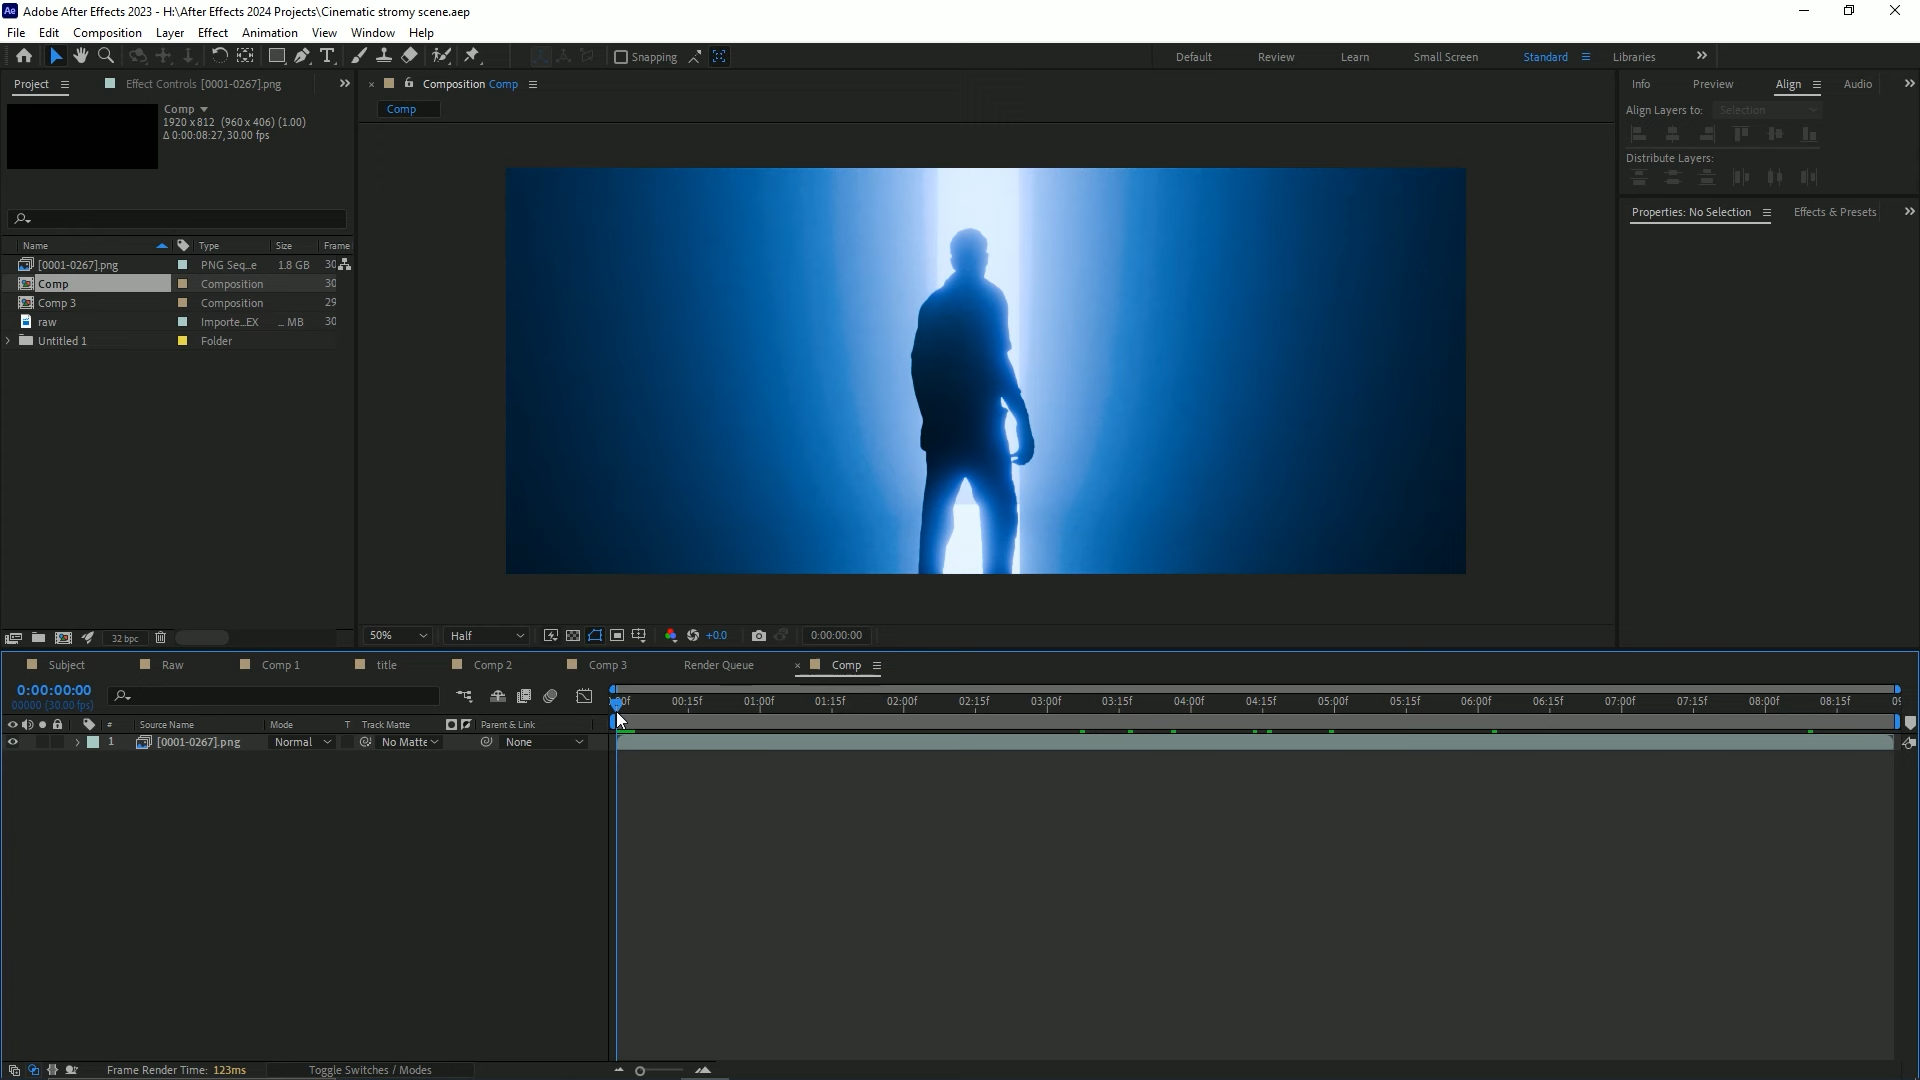 Ae Adobe After Effects 2023 - H:\After Effects 2024 Projects\Cinematic stromy scene.aep
File Edit Composition Layer Effect Animation View Window Help
Snapping Default Review Learn Small Screen Standard Libraries
Project Effect Controls [0001-0267].png Composition Comp Info Preview Align Audio
Comp
1920 x 812 (960 x 406) (1.00)
Δ 0:00:08:27, 30.00 fps
Comp
Align Layers to: Selection
Distribute Layers:
Properties: No Selection Effects & Presets
Name Type Size Frame
[0001-0267].png PNG Seq...e 1.8 GB 30
Comp Composition 30
Comp 3 Composition 29
raw Importe...EX ... MB 30
Untitled 1 Folder
32 bpc 50% Half +0.0 0:00:00:00
Subject Raw Comp 1 title Comp 2 Comp 3 Render Queue Comp
0:00:00:00
00000 (30.00 fps)
00:15f 01:00f 01:15f 02:00f 02:15f 03:00f 03:15f 04:00f 04:15f 05:00f 05:15f 06:00f 06:15f 07:00f 07:15f 08:00f 08:15f
# Source Name Mode T Track Matte Parent & Link
1 [0001-0267].png Normal No Matte None
Frame Render Time: 123ms Toggle Switches / Modes